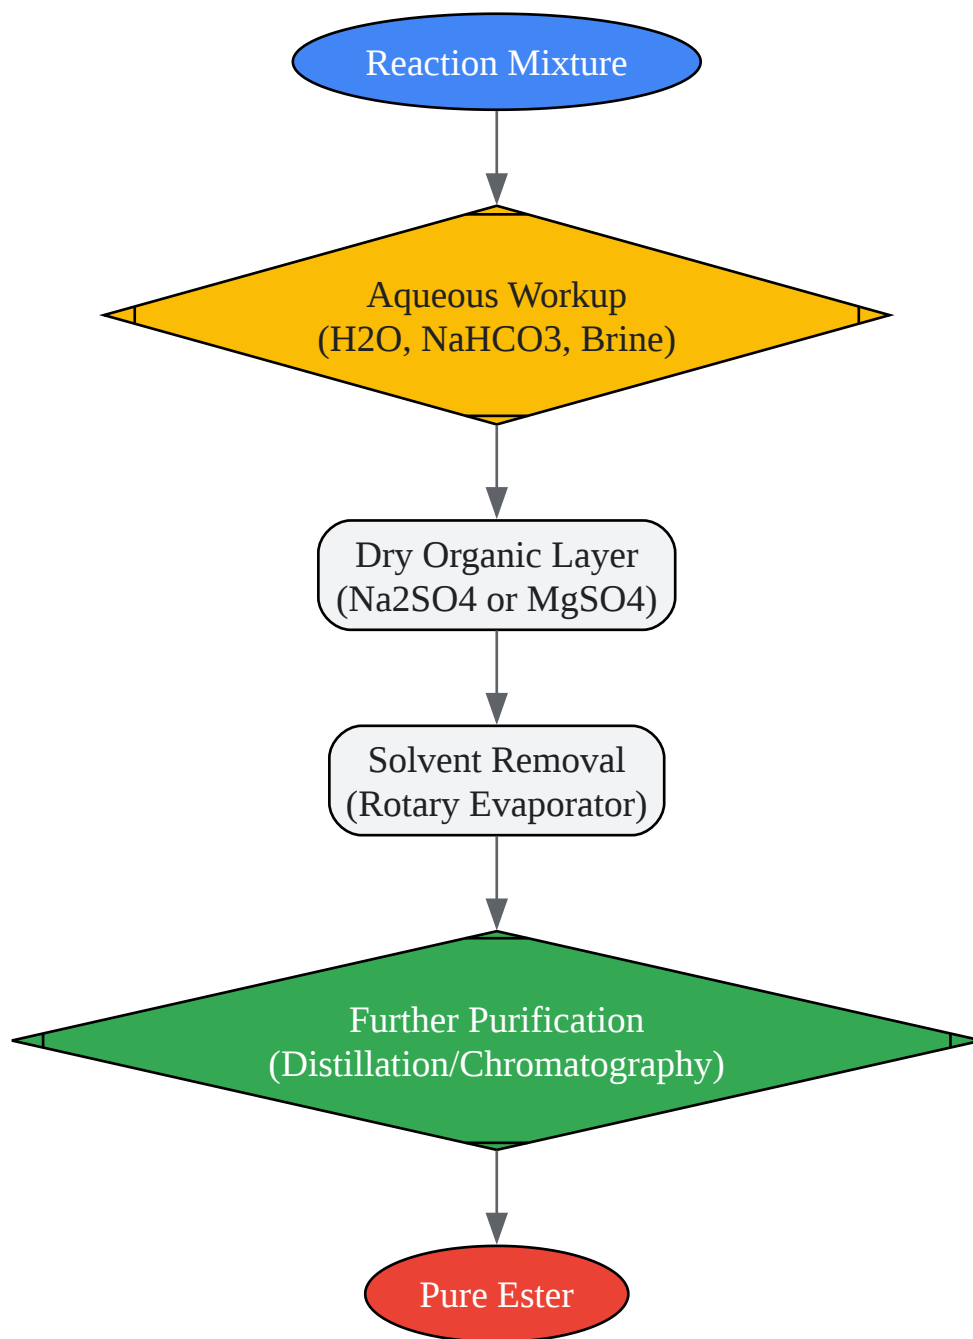 Reaction Mixture
Aqueous Workup
(H2O, NaHCO3, Brine)
Dry Organic Layer
(Na2SO4 or MgSO4)
Solvent Removal
(Rotary Evaporator)
Further Purification
(Distillation/Chromatography)
Pure Ester